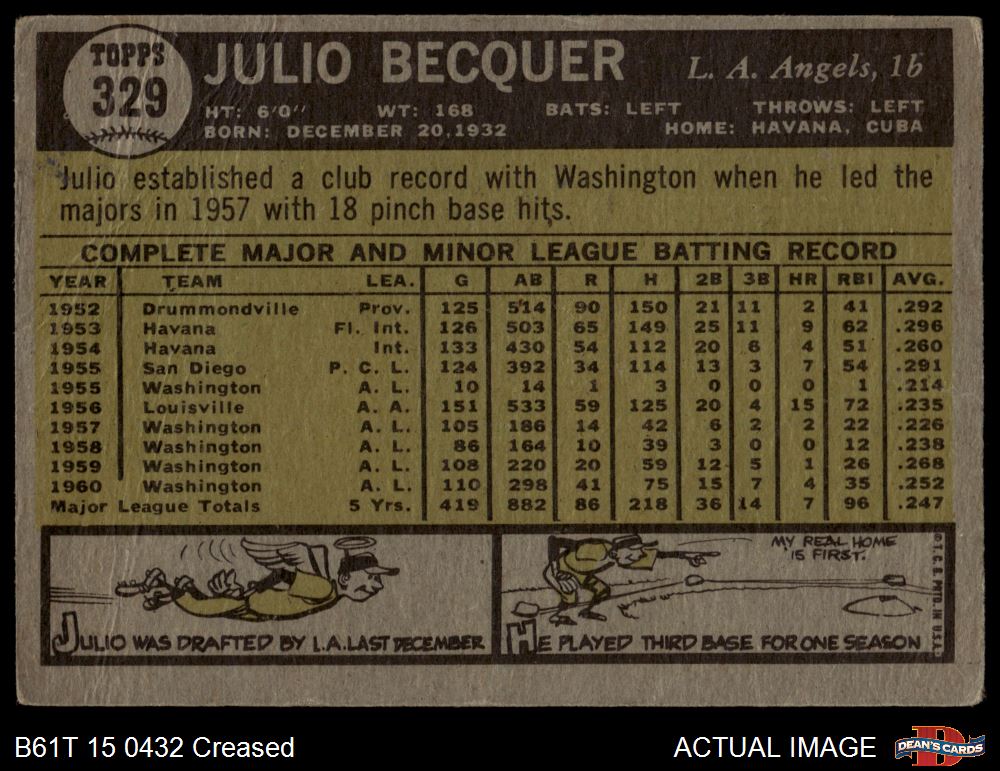 TOPPS
329
JULIO BECQUER
L. A. Angels, 1b
HT: 6'0" WT: 168 BATS: LEFT THROWS: LEFT
BORN: DECEMBER 20, 1932 HOME: HAVANA, CUBA
Julio established a club record with Washington when he led the
majors in 1957 with 18 pinch base hits.
COMPLETE MAJOR AND MINOR LEAGUE BATTING RECORD
YEAR TEAM LEA. G AB R H 2B 3B HR RBI AVG.
1952 Drummondville Prov. 125 514 90 150 21 11 2 41 .292
1953 Havana Fl. Int. 126 503 65 149 25 11 9 62 .296
1954 Havana Int. 133 430 54 112 20 6 4 51 .260
1955 San Diego P. C. L. 124 392 34 114 13 3 7 54 .291
1955 Washington A. L. 10 14 1 3 0 0 0 1 .214
1956 Louisville A. A. 151 533 59 125 20 4 15 72 .235
1957 Washington A. L. 105 186 14 42 6 2 2 22 .226
1958 Washington A. L. 86 164 10 39 3 0 0 12 .238
1959 Washington A. L. 108 220 20 59 12 5 1 26 .268
1960 Washington A. L. 110 298 41 75 15 7 4 35 .252
Major League Totals 5 Yrs. 419 882 86 218 36 14 7 96 .247
JULIO WAS DRAFTED BY L.A. LAST DECEMBER
MY REAL HOME
IS FIRST.
HE PLAYED THIRD BASE FOR ONE SEASON
© T. C. G. PRTD. IN U.S.A.
B61T 15 0432 Creased
ACTUAL IMAGE
DEAN'S CARDS